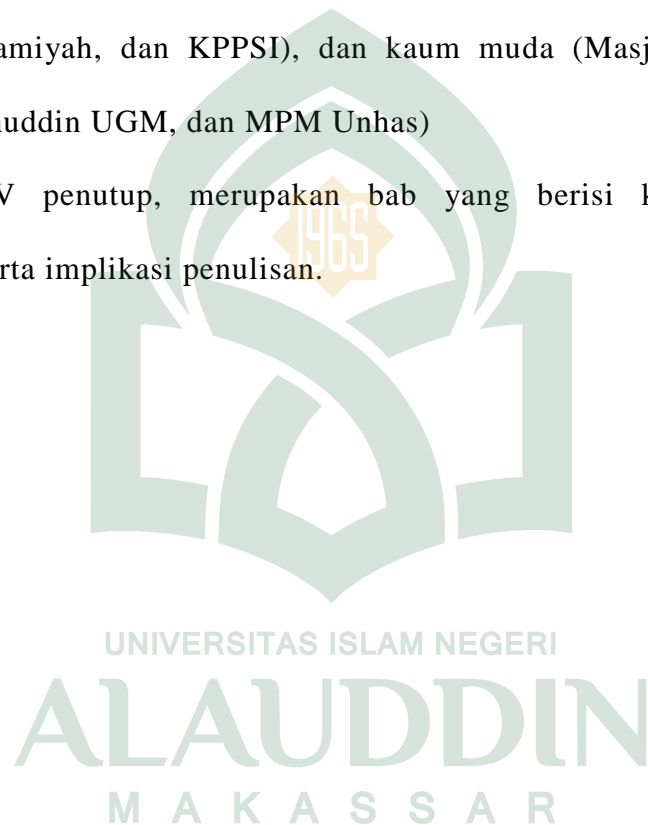 amiyah, dan KPPSI), dan kaum muda (Masj
uddin UGM, dan MPM Unhas)
V penutup, merupakan bab yang berisi k
rta implikasi penulisan.
1965
UNIVERSITAS ISLAM NEGERI
ALAUDDIN
MAKASSAR